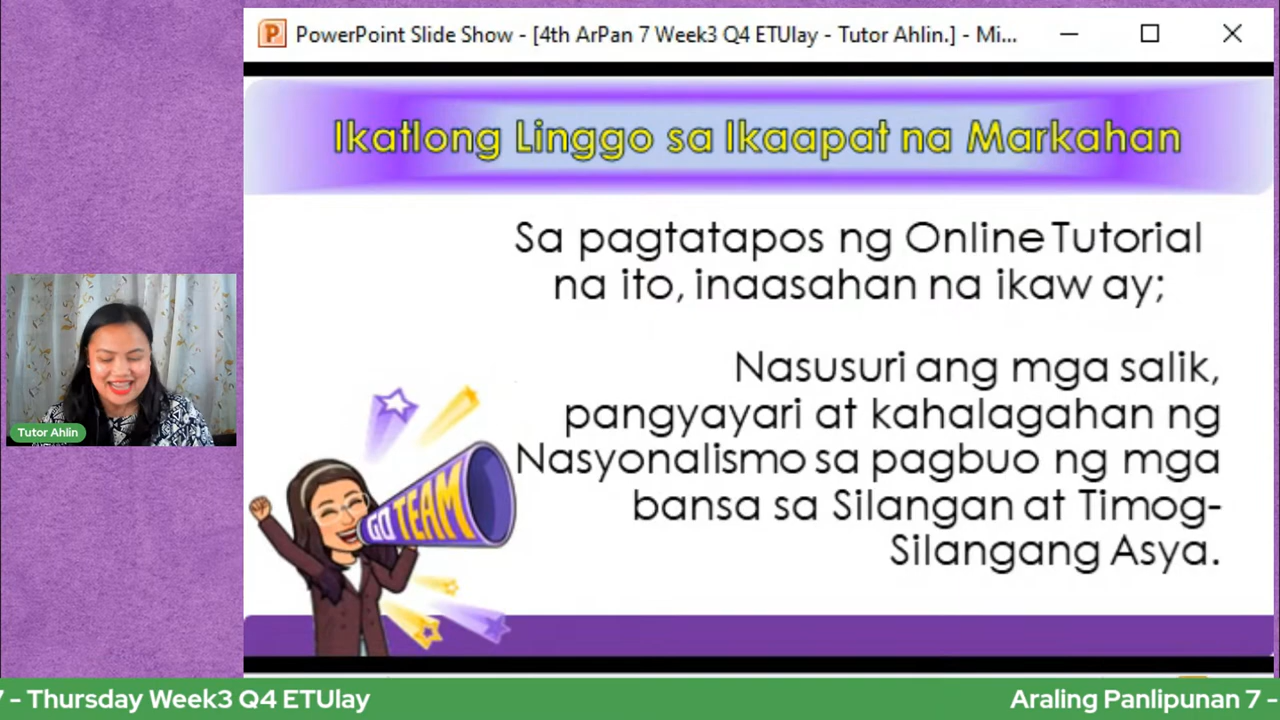 PowerPoint Slide Show - [4th ArPan 7 Week3 Q4 ETUlay - Tutor Ahlin.] - Mi...
Ikatlong Linggo sa Ikaapat na Markahan
Sa pagtatapos ng Online Tutorial
na ito, inaasahan na ikaw ay;
Nasusuri ang mga salik,
pangyayari at kahalagahan ng
Nasyonalismo sa pagbuo ng mga
bansa sa Silangan at Timog-
Silangang Asya.
GO TEAM
Tutor Ahlin
7 - Thursday Week3 Q4 ETUlay
Araling Panlipunan 7 -